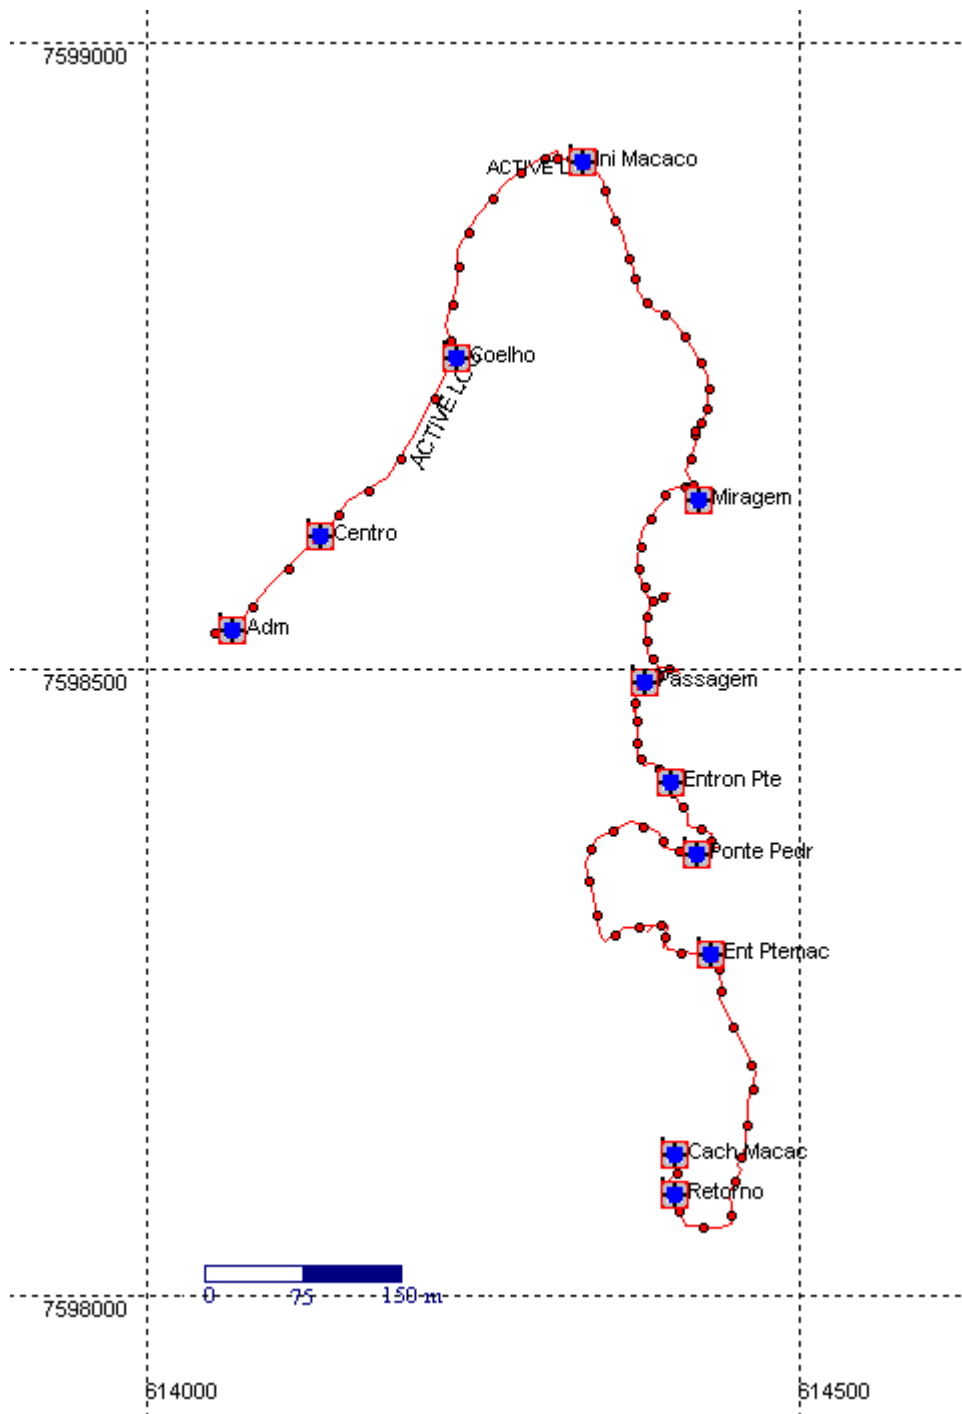 7599000
ACTIVE L
Ini Macaco
Coelho
ACTIVE LOG
Miragem
Centro
Adm
7598500
Passagem
Entron Pte
Ponte Pedr
Ent Ptemac
Cach Macac
Retorno
0 75 150 m
7598000
614000 614500